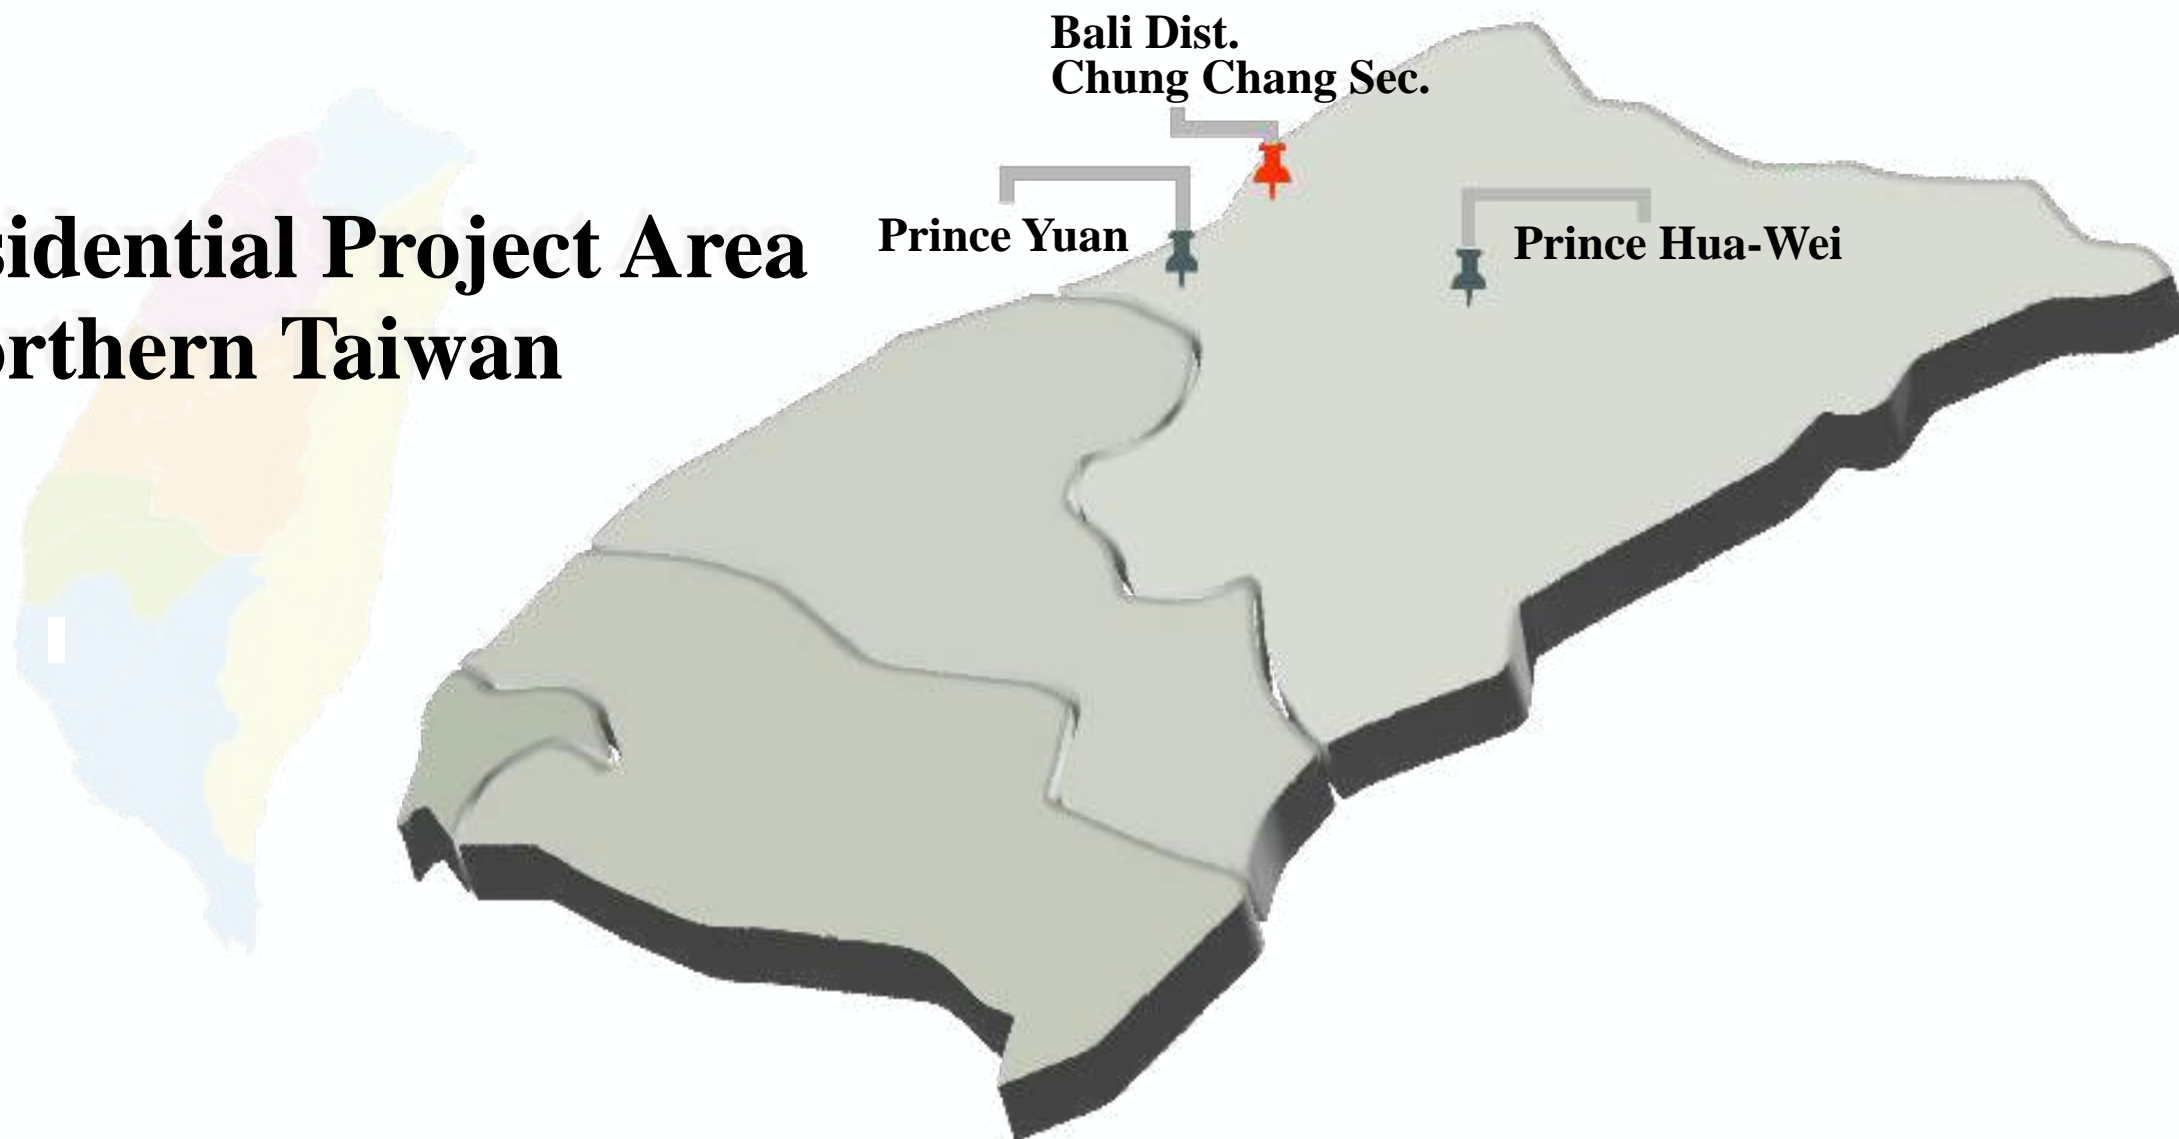 Bali Dist.
Chung Chang Sec.
sidential Project Area
Prince Yuan
Prince Hua-Wei
orthern Taiwan